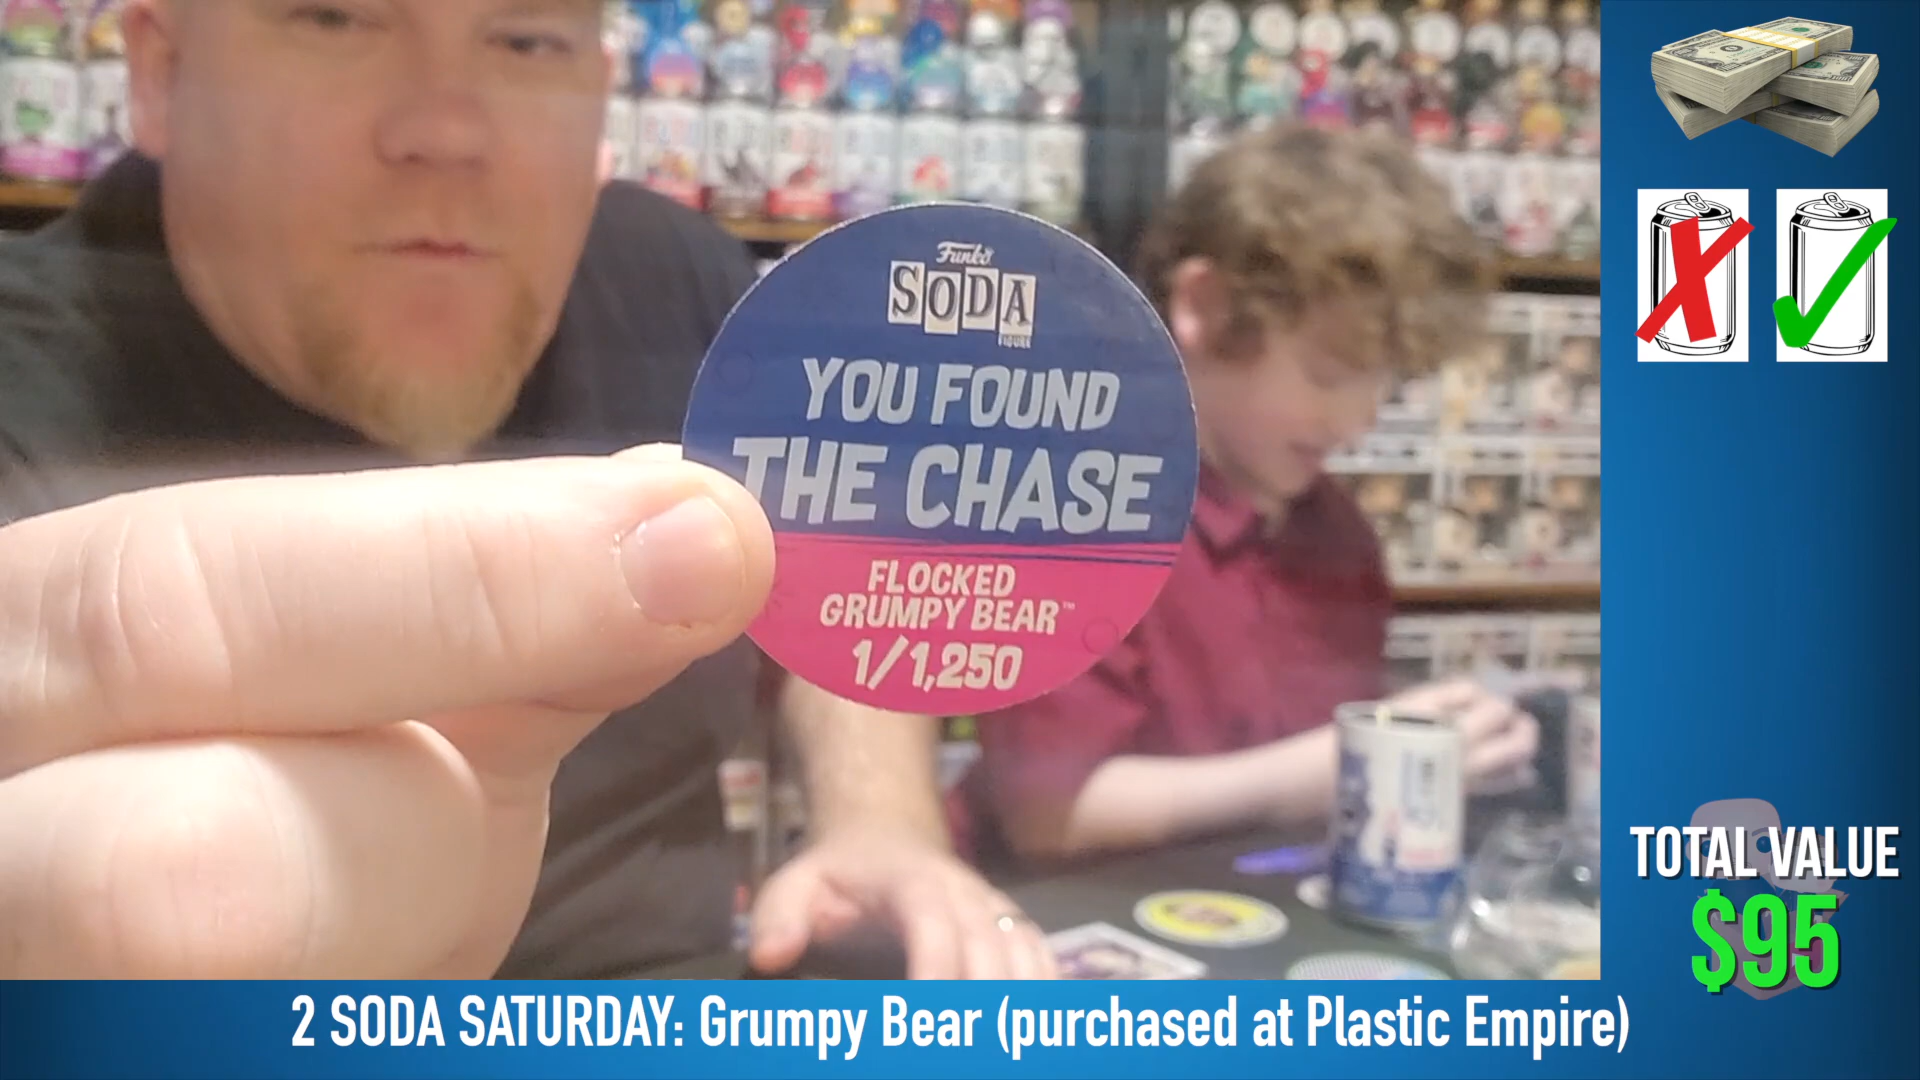 Funko
SODA
FIGURE
YOU FOUND
THE CHASE
FLOCKED
GRUMPY BEAR™
1/1,250
TOTAL VALUE
$95
2 SODA SATURDAY: Grumpy Bear (purchased at Plastic Empire)